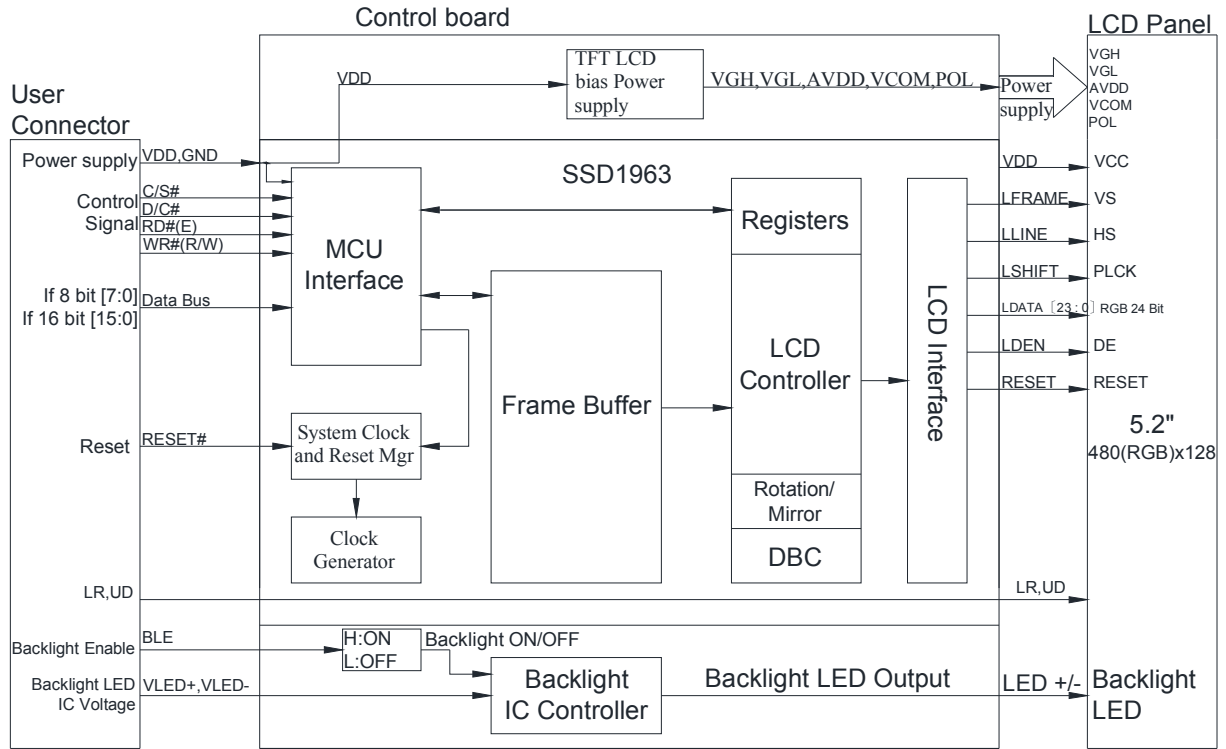 Control board
LCD Panel
User
Connector
VDD
TFT LCD
bias Power
supply
VGH,VGL,AVDD,VCOM,POL
Power
supply
VGH
VGL
AVDD
VCOM
POL
Power supply
VDD,GND
Control
Signal
C/S#
D/C#
RD#(E)
WR#(R/W)
If 8 bit [7:0]
If 16 bit [15:0]
Data Bus
Reset
RESET#
MCU
Interface
SSD1963
System Clock
and Reset Mgr
Clock
Generator
Frame Buffer
Registers
LCD
Controller
Rotation/
Mirror
DBC
LCD Interface
VDD
VCC
LFRAME
VS
LLINE
HS
LSHIFT
PLCK
LDATA [23:0] RGB 24 Bit
LDEN
DE
RESET
RESET
5.2"
480(RGB)x128
LR,UD
LR,UD
Backlight Enable
BLE
H:ON
L:OFF
Backlight ON/OFF
Backlight LED
IC Voltage
VLED+,VLED-
Backlight
IC Controller
Backlight LED Output
LED +/-
Backlight
LED